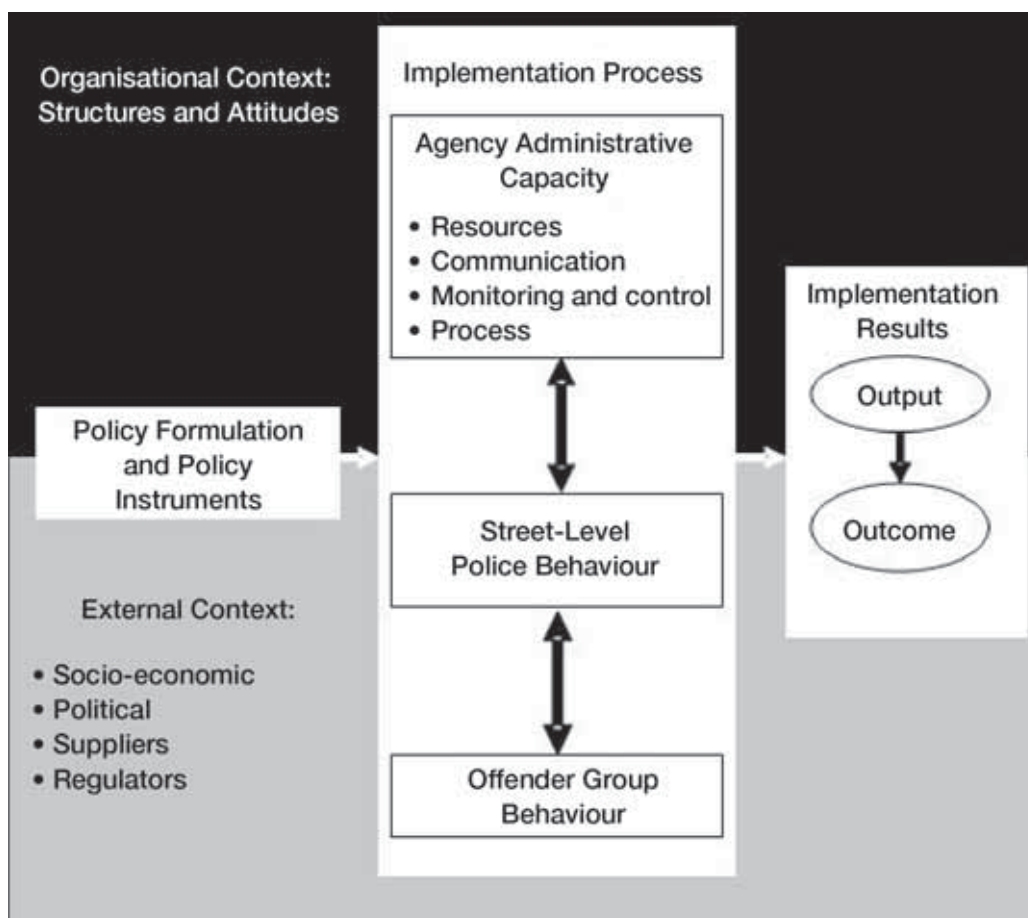 Organisational Context:
Structures and Attitudes
Implementation Process
Agency Administrative
Capacity
• Resources
• Communication
• Monitoring and control
• Process
Implementation
Results
Output
Policy Formulation
and Policy
Instruments
Street-Level
Police Behaviour
Outcome
External Context:
• Socio-economic
• Political
• Suppliers
• Regulators
Offender Group
Behaviour